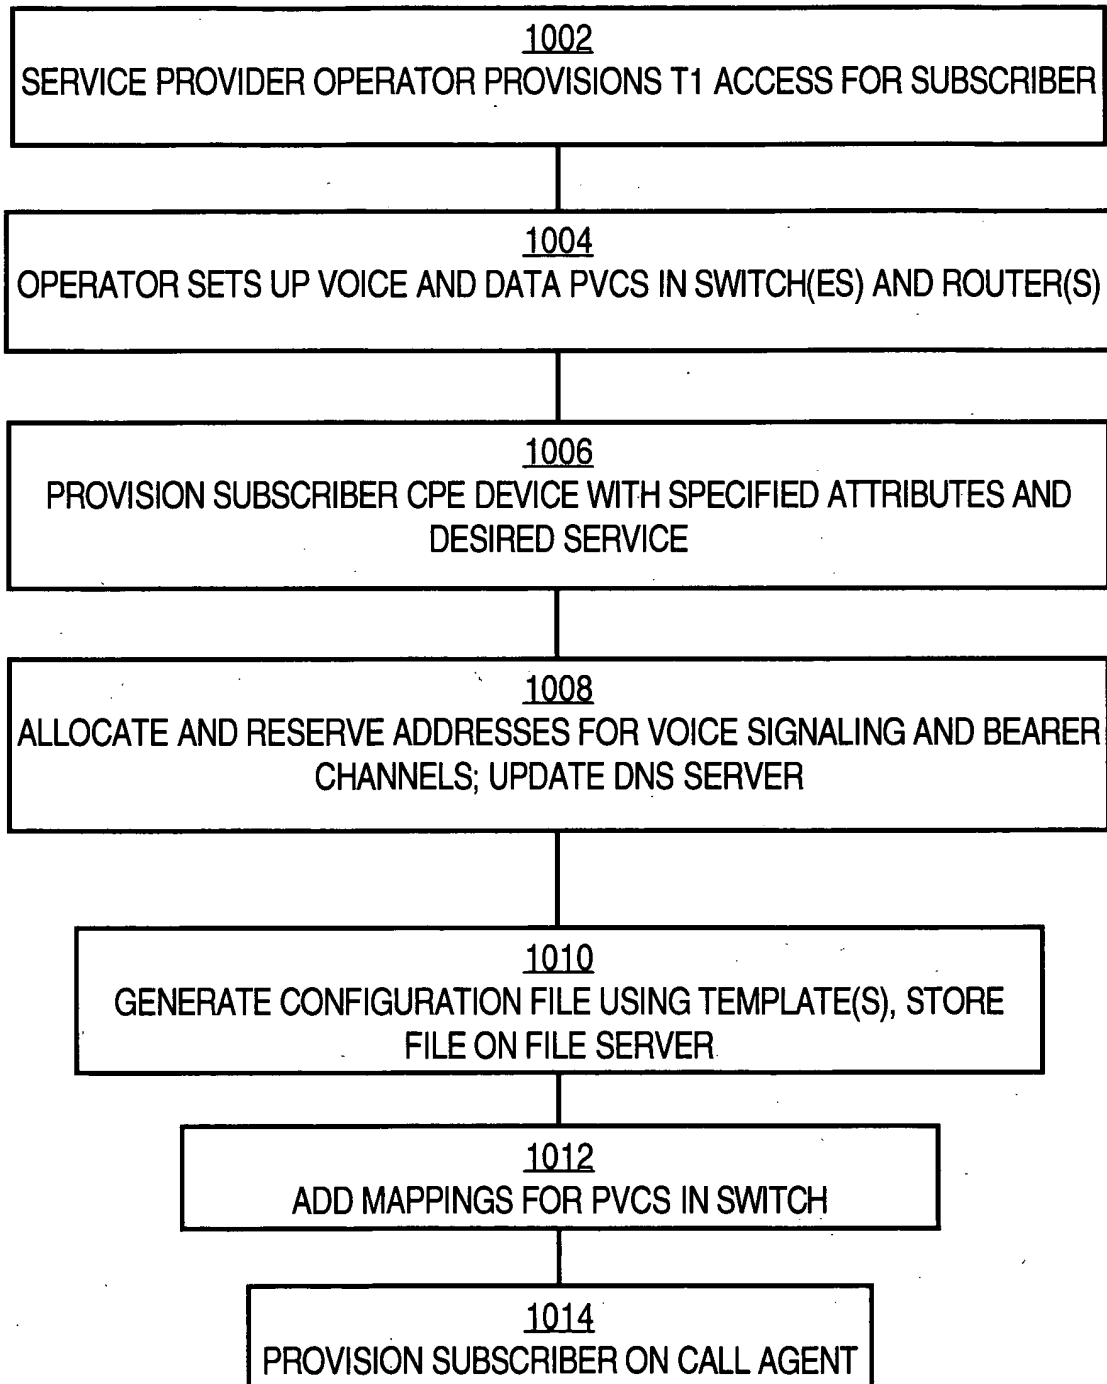 1002
SERVICE PROVIDER OPERATOR PROVISIONS T1 ACCESS FOR SUBSCRIBER
1004
OPERATOR SETS UP VOICE AND DATA PVCS IN SWITCH(ES) AND ROUTER(S)
1006
PROVISION SUBSCRIBER CPE DEVICE WITH SPECIFIED ATTRIBUTES AND
DESIRED SERVICE
1008
ALLOCATE AND RESERVE ADDRESSES FOR VOICE SIGNALING AND BEARER
CHANNELS; UPDATE DNS SERVER
1010
GENERATE CONFIGURATION FILE USING TEMPLATE(S), STORE
FILE ON FILE SERVER
1012
ADD MAPPINGS FOR PVCS IN SWITCH
1014
PROVISION SUBSCRIBER ON CALL AGENT